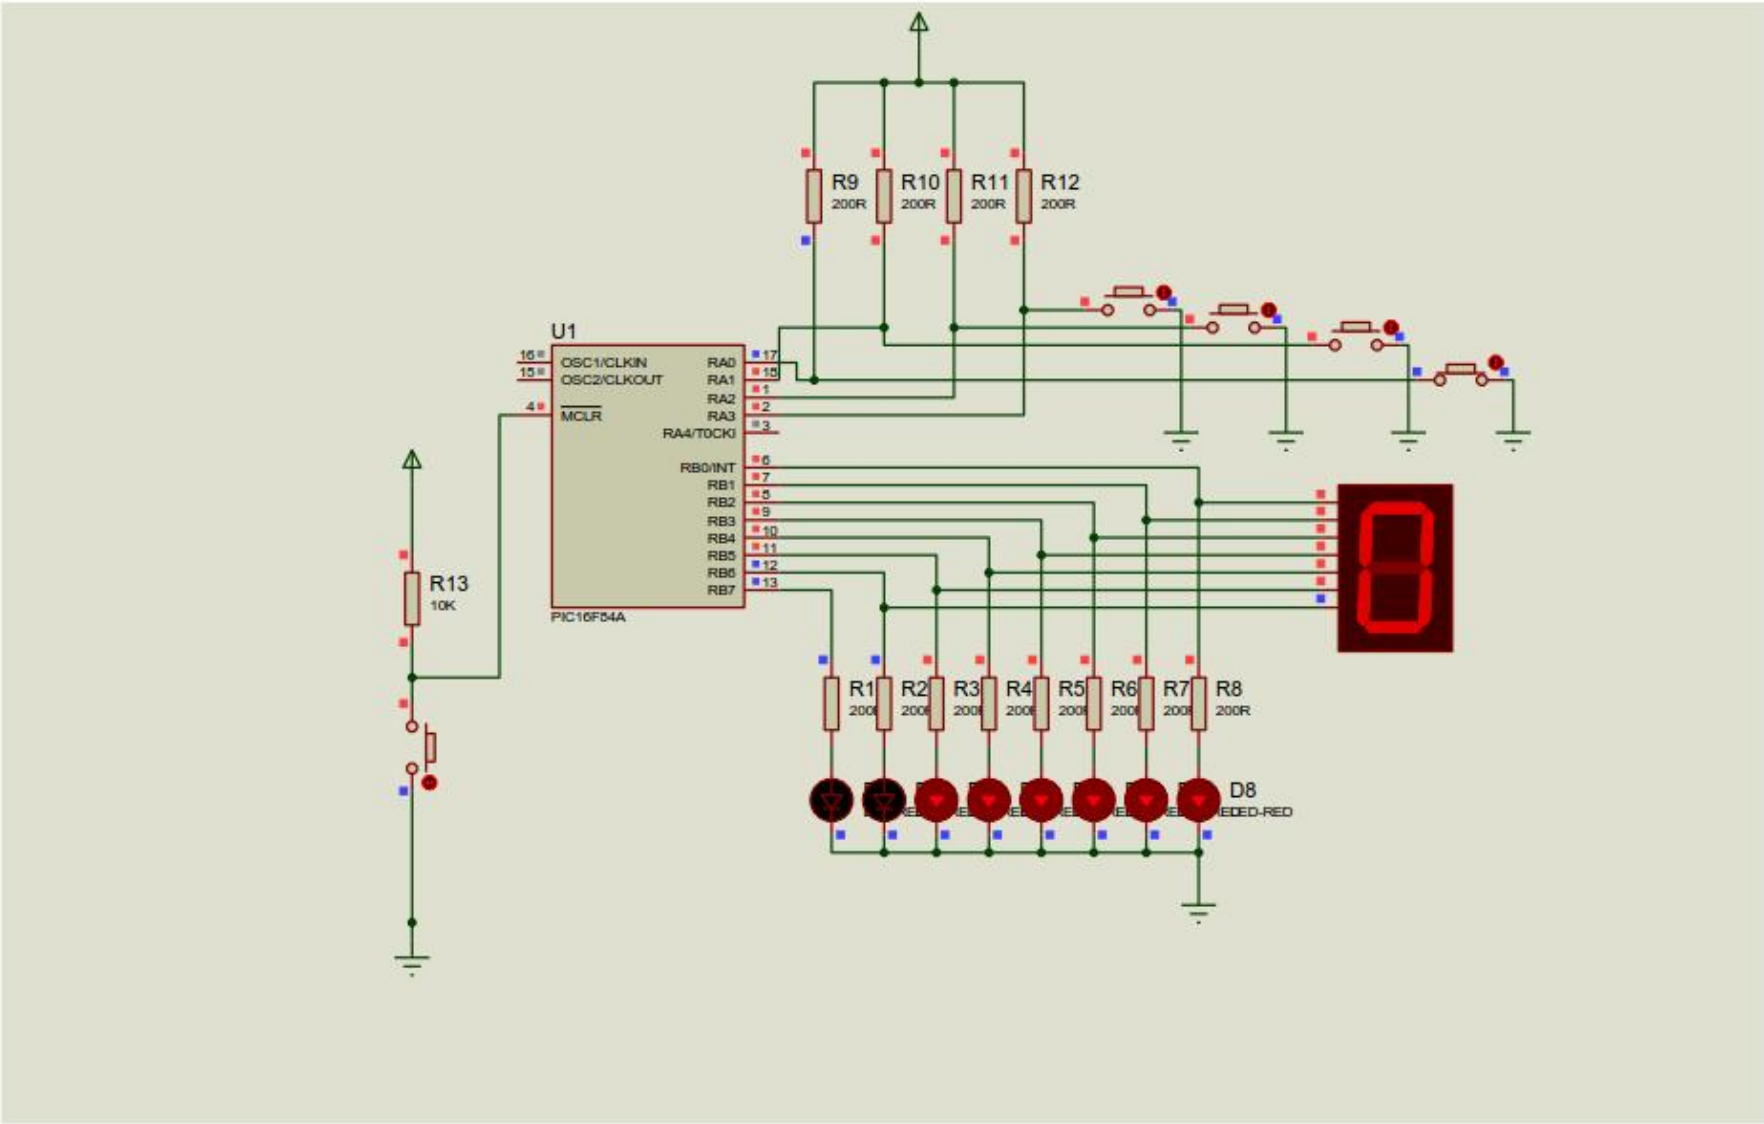 R9
200R
R10
200R
R11
200R
R12
200R
U1
16
OSC1/CLKIN
RA0
17
15
OSC2/CLKOUT
RA1
18
RA2
1
4
MCLR
RA3
2
RA4/T0CKI
3
RB0/INT
6
RB1
7
RB2
8
RB3
9
RB4
10
RB5
11
RB6
12
RB7
13
PIC16F84A
R13
10K
0
R1
R2
R3
R4
R5
R6
R7
R8
200R
D8
LED-RED